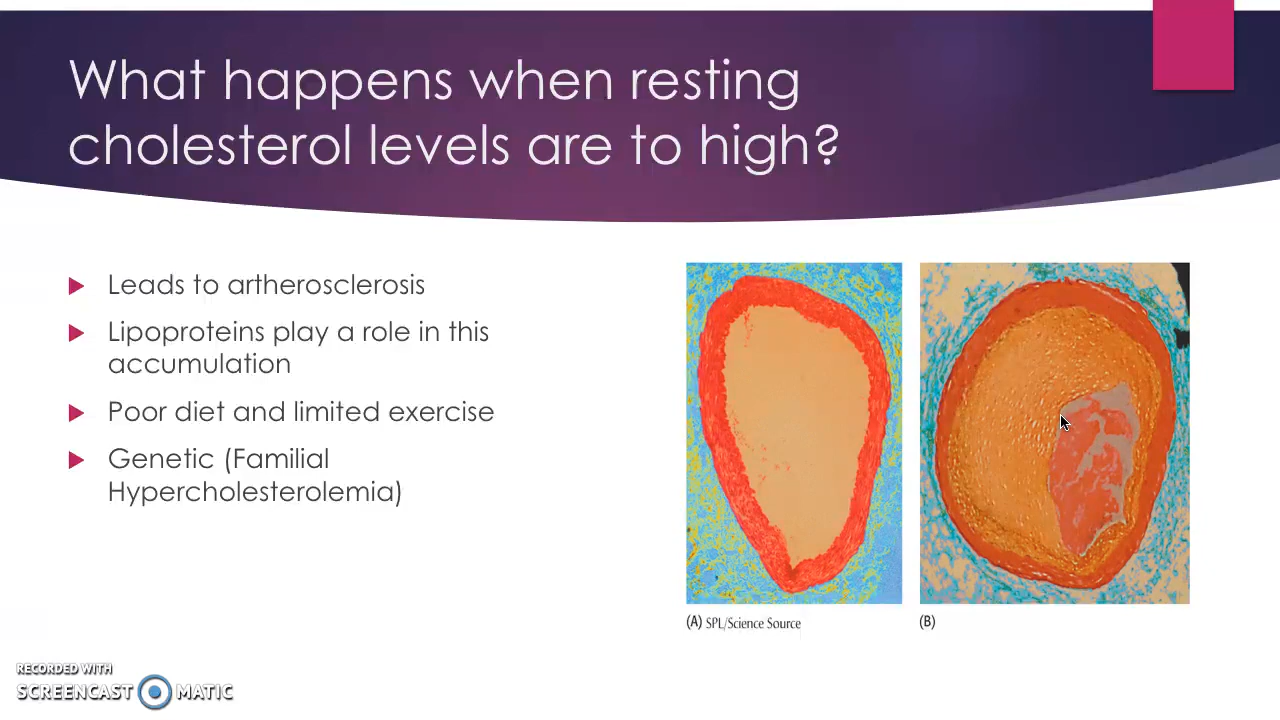 What happens when resting
cholesterol levels are to high?
Leads to artherosclerosis
Lipoproteins play a role in this
accumulation
Poor diet and limited exercise
Genetic (Familial
Hypercholesterolemia)
(A) SPL/Science Source
(B)
RECORDED WITH
SCREENCAST MATIC